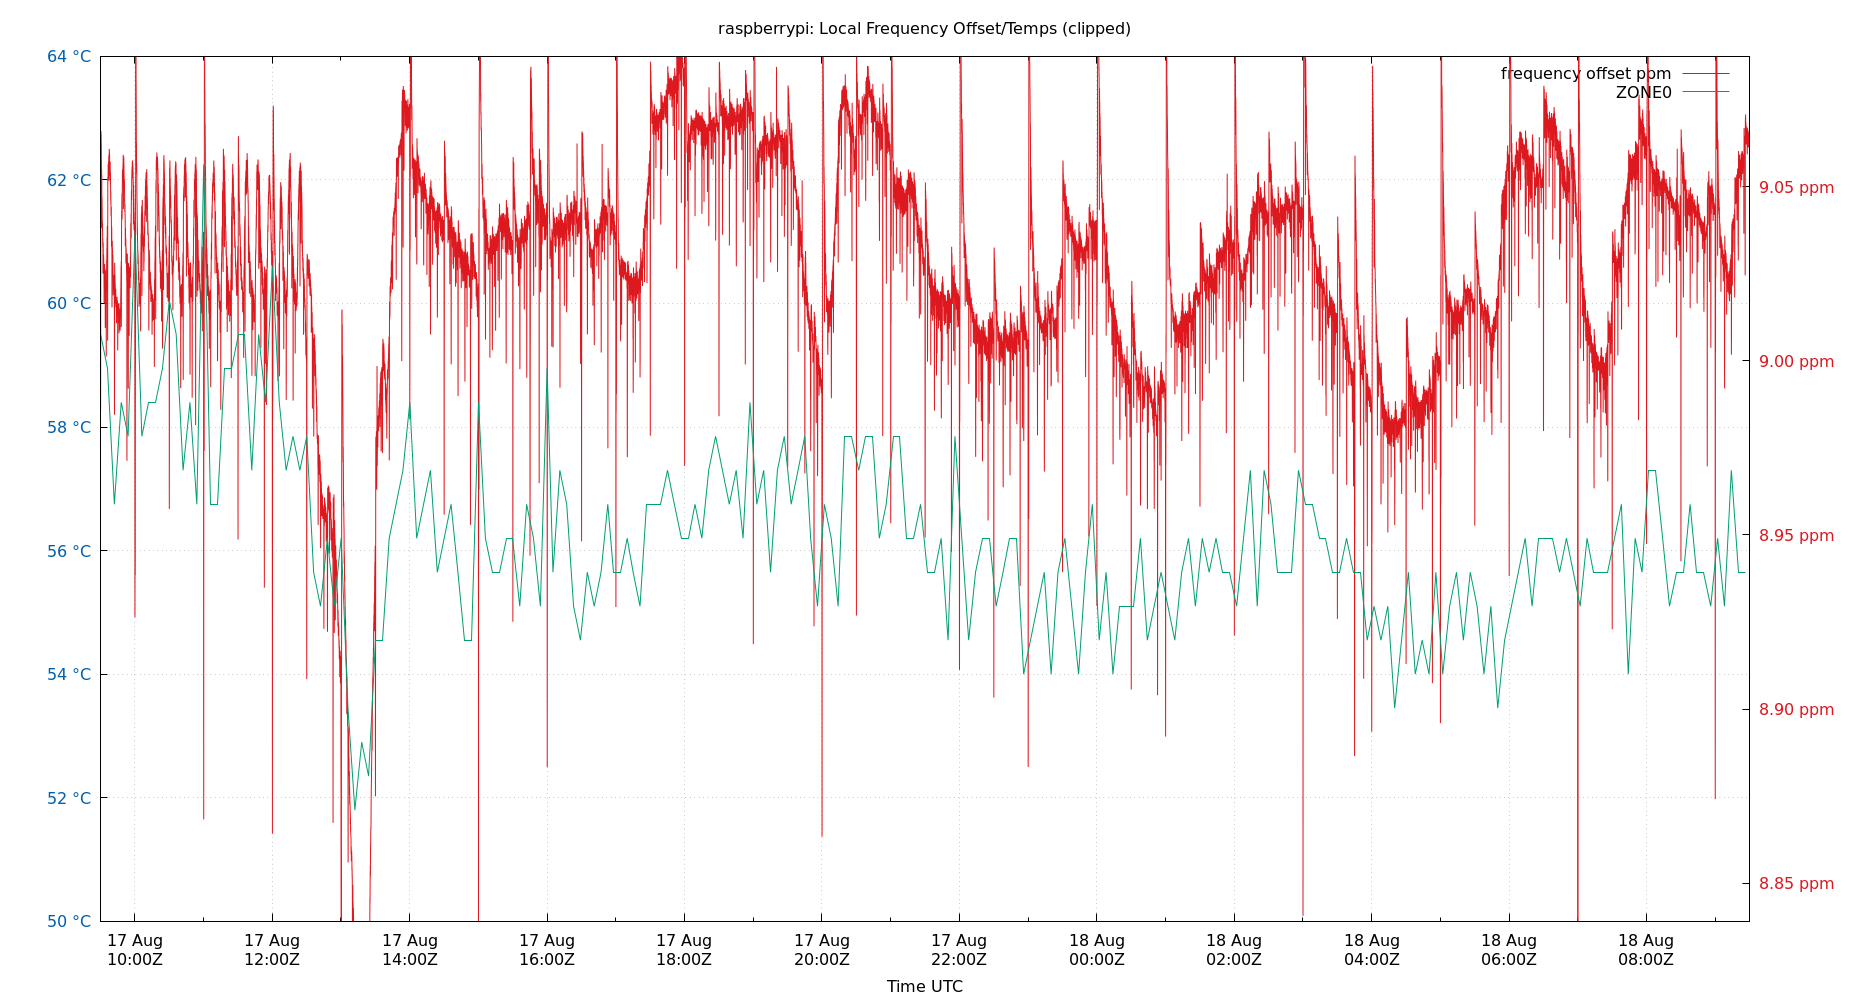 raspberrypi: Local Frequency Offset/Temps (clipped)
64 °C
62 °C
60 °C
58 °C
56 °C
54 °C
52 °C
50 °C
frequency offset ppm
ZONE0
9.05 ppm
9.00 ppm
8.95 ppm
8.90 ppm
8.85 ppm
17 Aug 17 Aug 17 Aug 17 Aug 17 Aug 17 Aug 17 Aug 18 Aug 18 Aug 18 Aug 18 Aug 18 Aug
10:00Z 12:00Z 14:00Z 16:00Z 18:00Z 20:00Z 22:00Z 00:00Z 02:00Z 04:00Z 06:00Z 08:00Z
Time UTC